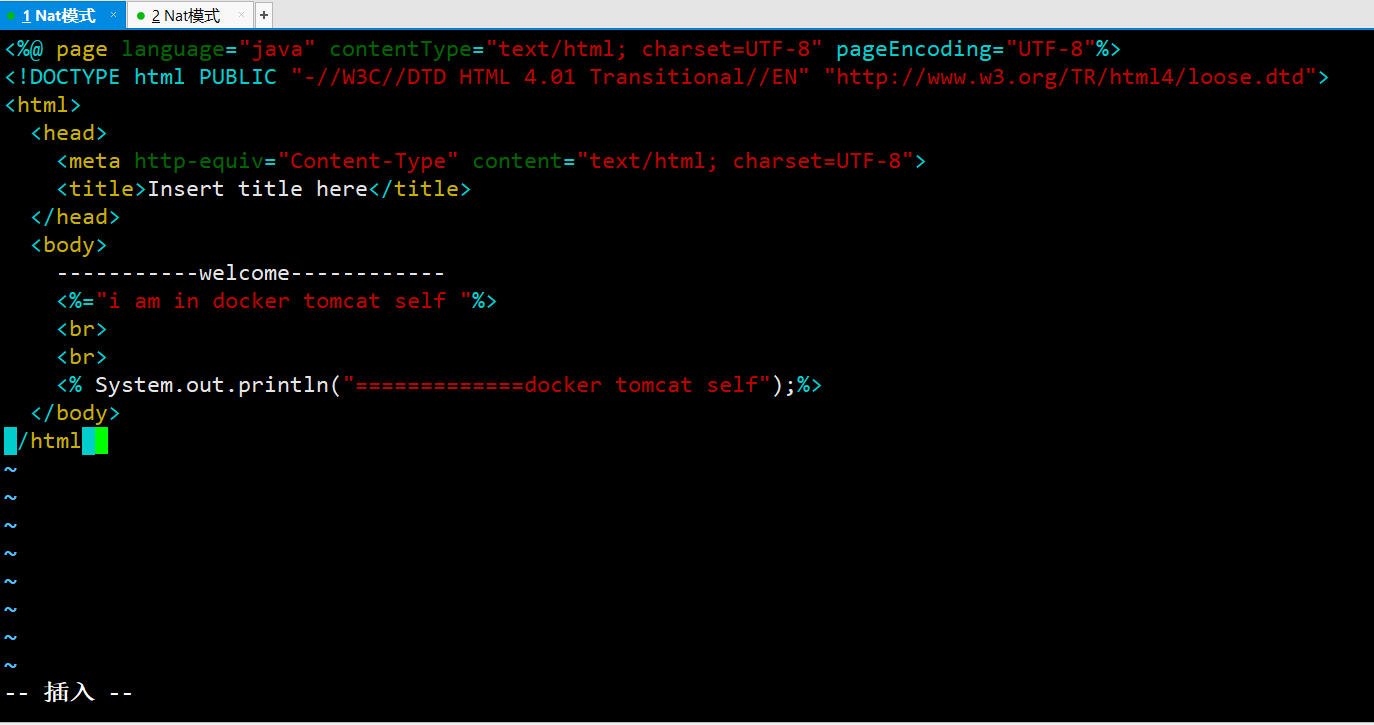 1 Nat模式 × 2 Nat模式 × +
<%@ page language="java" contentType="text/html; charset=UTF-8" pageEncoding="UTF-8"%>
<!DOCTYPE html PUBLIC "-//W3C//DTD HTML 4.01 Transitional//EN" "http://www.w3.org/TR/html4/loose.dtd">
<html>
  <head>
    <meta http-equiv="Content-Type" content="text/html; charset=UTF-8">
    <title>Insert title here</title>
  </head>
  <body>
    -----------welcome------------
    <%="i am in docker tomcat self "%>
    <br>
    <br>
    <% System.out.println("=============docker tomcat self");%>
  </body>
</html>
~
~
~
~
~
~
~
~
-- 插入 --